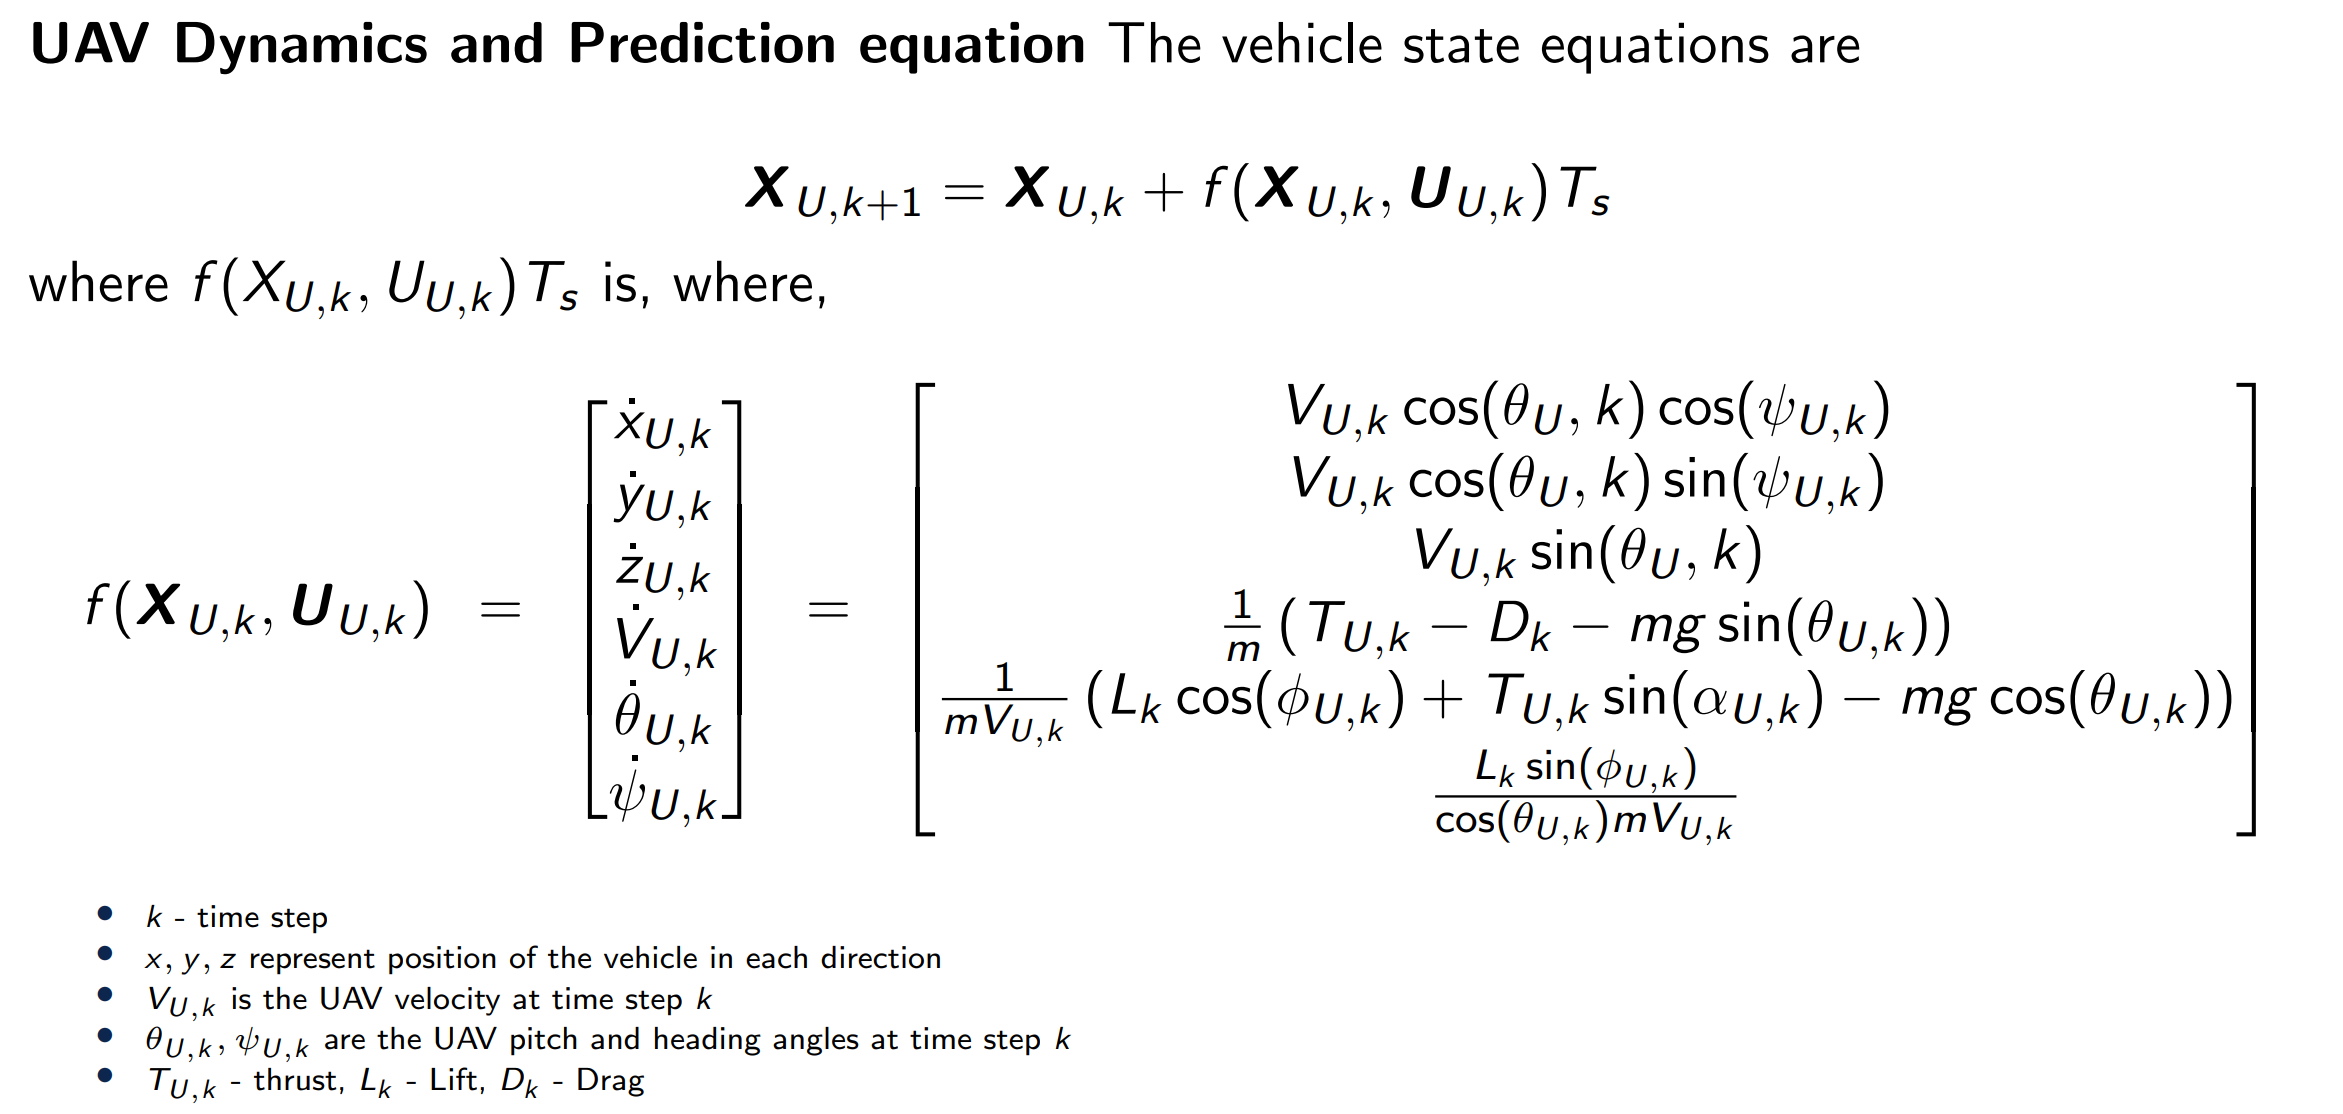 UAV Dynamics and Prediction equation The vehicle state equations are
$\boldsymbol{X}_{U,k+1} = \boldsymbol{X}_{U,k} + f(\boldsymbol{X}_{U,k}, \boldsymbol{U}_{U,k})T_s$
where $f(X_{U,k}, U_{U,k})T_s$ is, where,
$f(\boldsymbol{X}_{U,k}, \boldsymbol{U}_{U,k}) = \begin{bmatrix} \dot{x}_{U,k} \\ \dot{y}_{U,k} \\ \dot{z}_{U,k} \\ \dot{V}_{U,k} \\ \dot{\theta}_{U,k} \\ \dot{\psi}_{U,k} \end{bmatrix} = \begin{bmatrix} V_{U,k}\cos(\theta_U, k)\cos(\psi_{U,k}) \\ V_{U,k}\cos(\theta_U, k)\sin(\psi_{U,k}) \\ V_{U,k}\sin(\theta_U, k) \\ \frac{1}{m}(T_{U,k} - D_k - mg\sin(\theta_{U,k})) \\ \frac{1}{mV_{U,k}}(L_k\cos(\phi_{U,k}) + T_{U,k}\sin(\alpha_{U,k}) - mg\cos(\theta_{U,k})) \\ \frac{L_k\sin(\phi_{U,k})}{\cos(\theta_{U,k})mV_{U,k}} \end{bmatrix}$
• $k$ - time step
• $x, y, z$ represent position of the vehicle in each direction
• $V_{U,k}$ is the UAV velocity at time step $k$
• $\theta_{U,k}, \psi_{U,k}$ are the UAV pitch and heading angles at time step $k$
• $T_{U,k}$ - thrust, $L_k$ - Lift, $D_k$ - Drag